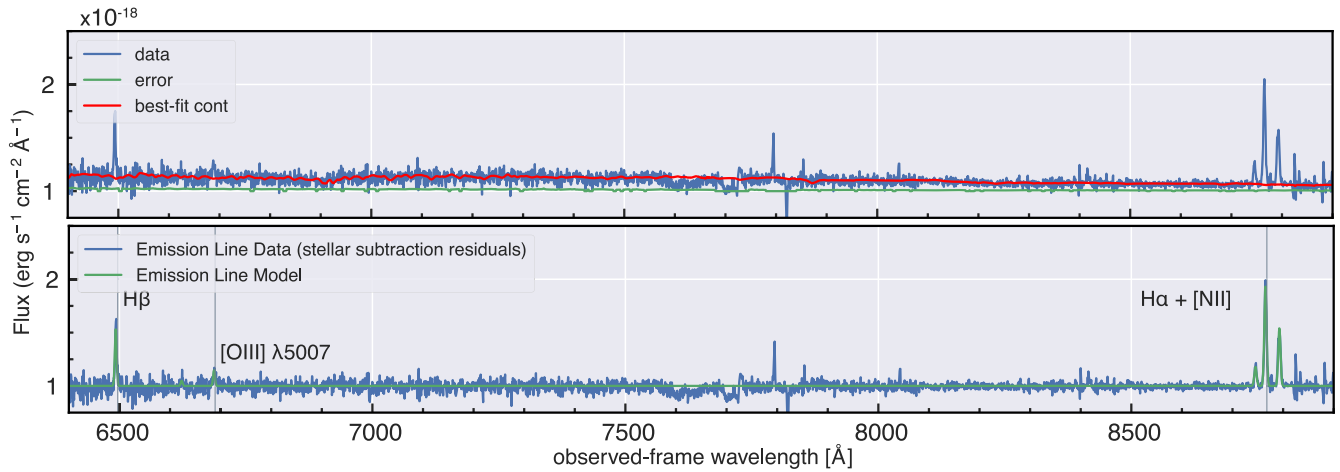 x10-18
data
error
best-fit cont
2
1
Flux (erg s-1 cm-2 Å-1)
Emission Line Data (stellar subtraction residuals)
Emission Line Model
2
Hβ
Hα + [NII]
[OIII] λ5007
1
6500 7000 7500 8000 8500
observed-frame wavelength [Å]